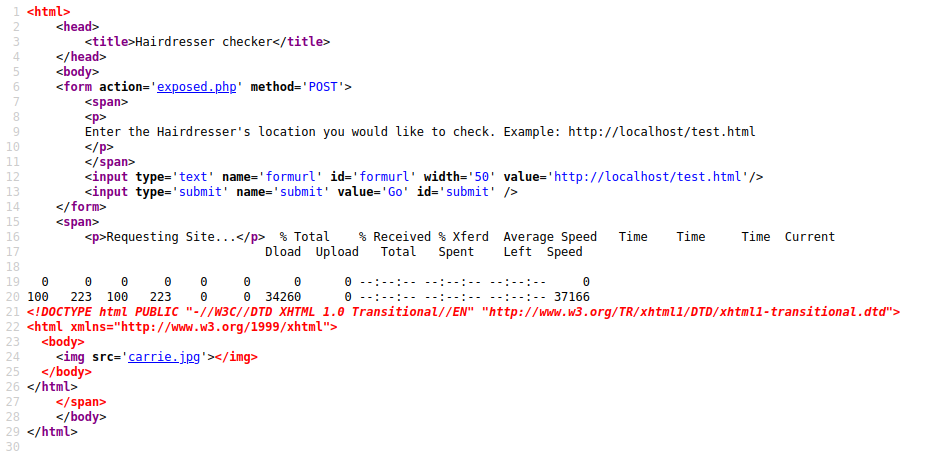 1 <html>
2     <head>
3         <title>Hairdresser checker</title>
4     </head>
5     <body>
6     <form action='exposed.php' method='POST'>
7         <span>
8         <p>
9         Enter the Hairdresser's location you would like to check. Example: http://localhost/test.html
10         </p>
11         </span>
12         <input type='text' name='formurl' id='formurl' width='50' value='http://localhost/test.html'/>
13         <input type='submit' name='submit' value='Go' id='submit' />
14     </form>
15     <span>
16         <p>Requesting Site...</p>  % Total    % Received % Xferd  Average Speed   Time    Time     Time  Current
17                                  Dload  Upload   Total   Spent    Left  Speed
18
19   0     0    0     0    0     0      0      0 --:--:-- --:--:-- --:--:--     0
20 100   223  100   223    0     0  34260      0 --:--:-- --:--:-- --:--:-- 37166
21 <!DOCTYPE html PUBLIC "-//W3C//DTD XHTML 1.0 Transitional//EN" "http://www.w3.org/TR/xhtml1/DTD/xhtml1-transitional.dtd">
22 <html xmlns="http://www.w3.org/1999/xhtml">
23   <body>
24     <img src='carrie.jpg'></img>
25   </body>
26 </html>
27     </span>
28     </body>
29 </html>
30